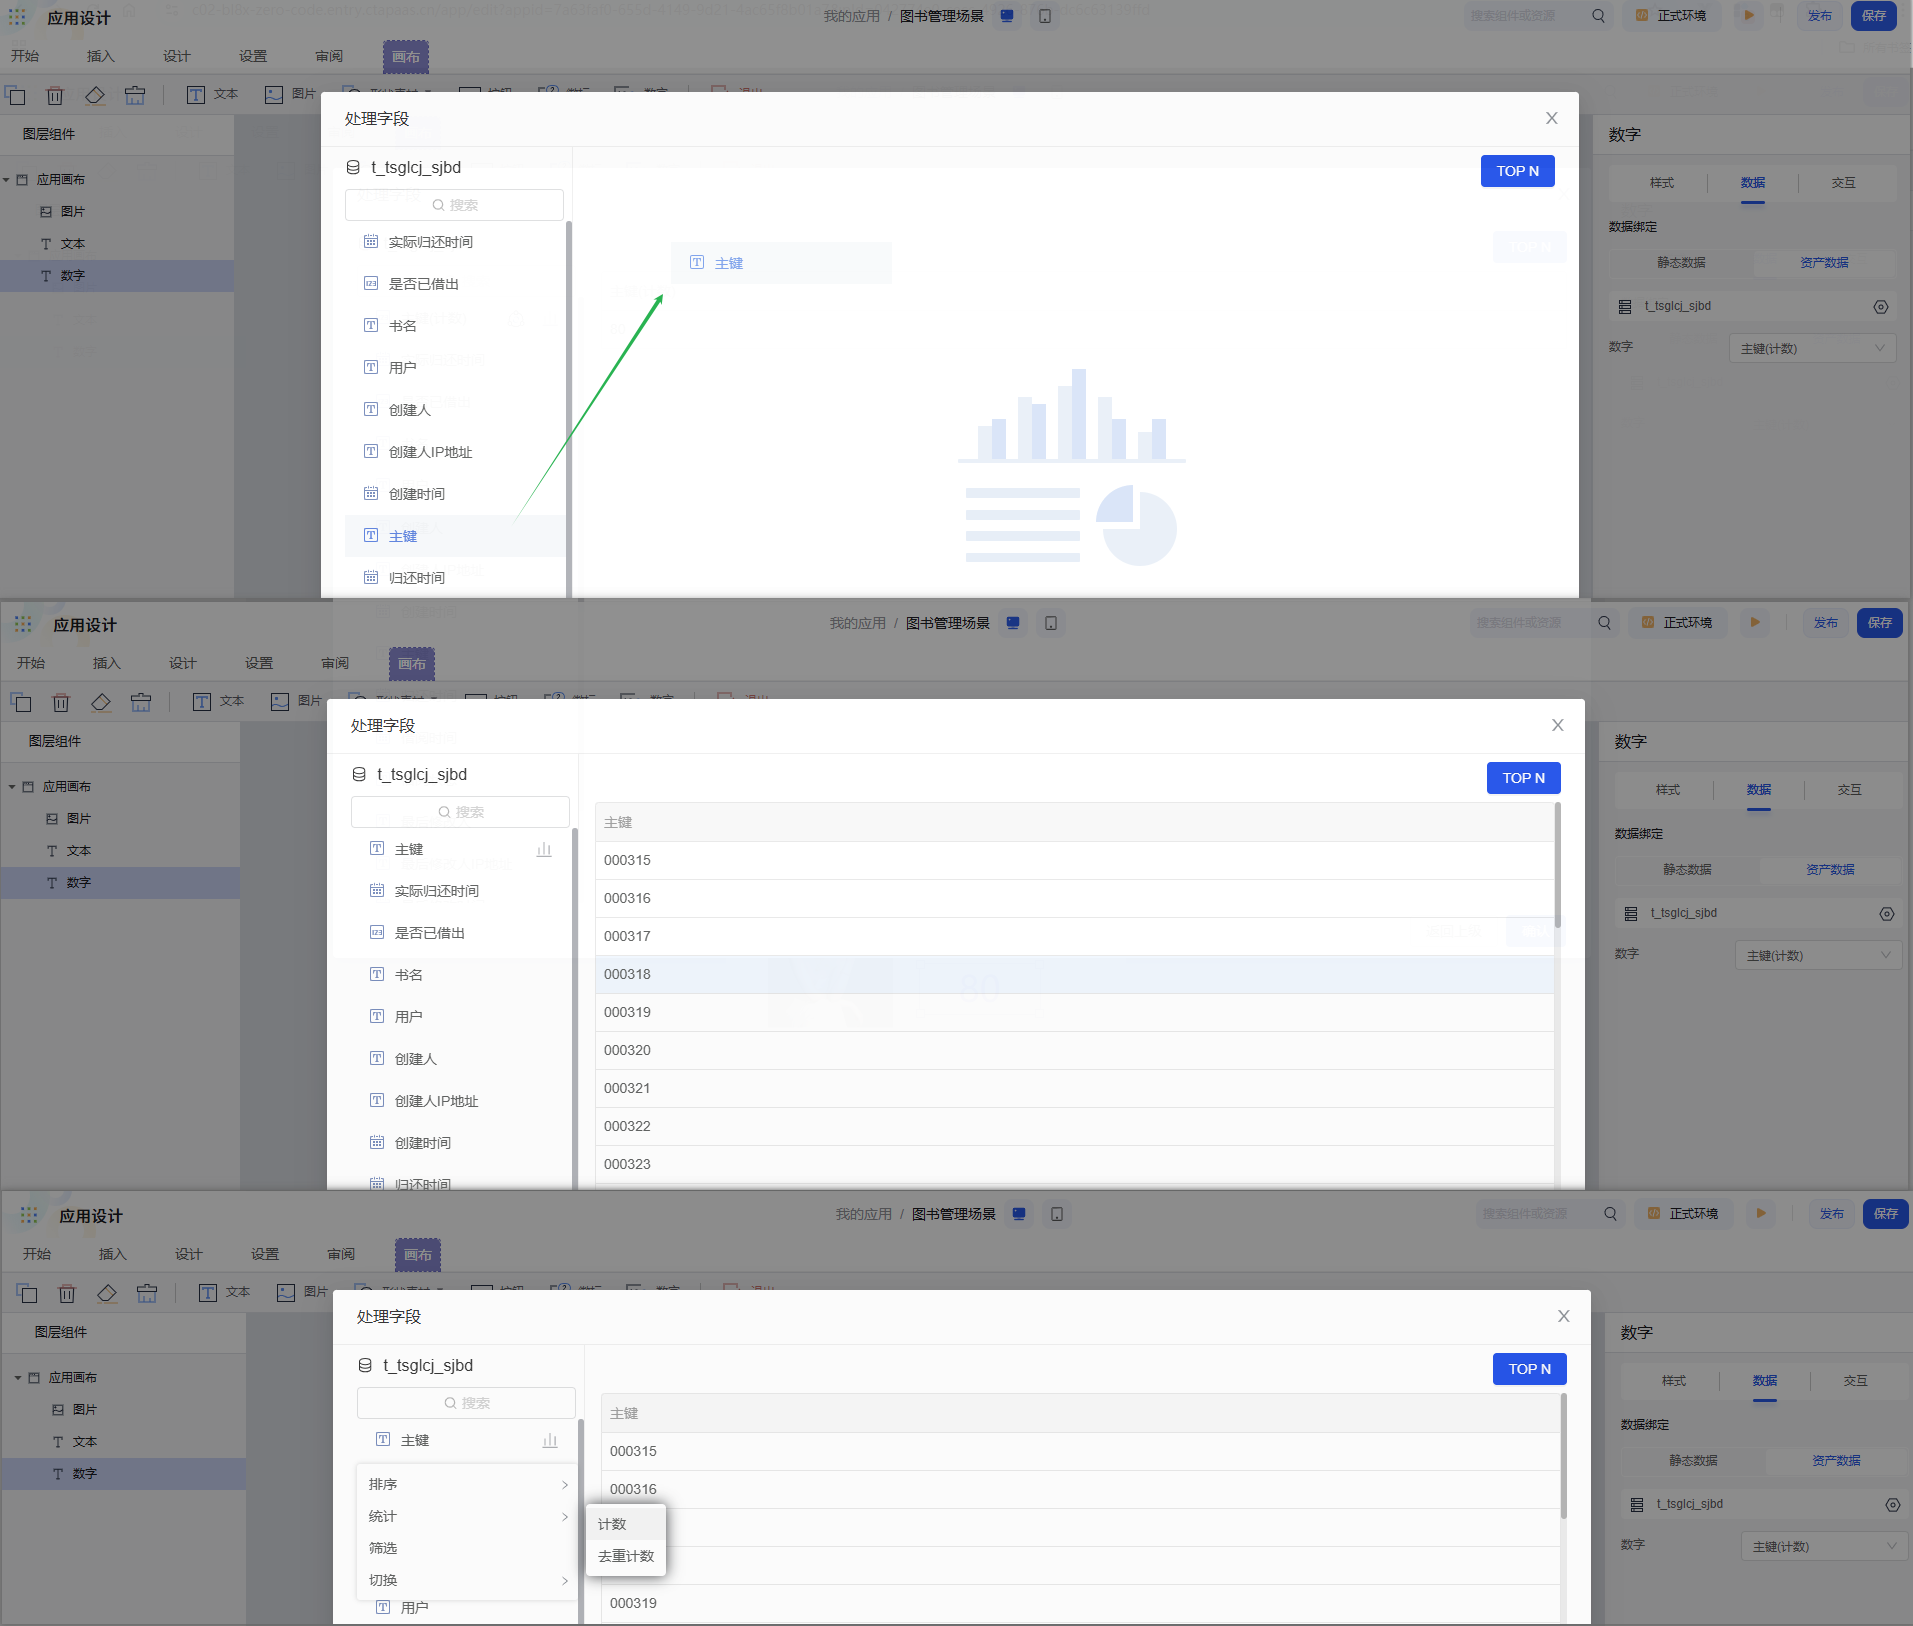 应用设计
我的应用 / 图书管理场景
搜索组件或资源
正式环境
发布
保存
开始 插入 设计 设置 审阅 画布
文本 图片
图层组件
应用画布
图片
文本
数字
处理字段
t_tsglcj_sjbd
搜索
实际归还时间
是否已借出
书名
用户
创建人
创建人IP地址
创建时间
主键
归还时间
TOP N
主键
数字
样式 数据 交互
数据绑定
静态数据 资产数据
t_tsglcj_sjbd
数字 主键(计数)
应用设计
我的应用 / 图书管理场景
搜索组件或资源
正式环境
发布
保存
开始 插入 设计 设置 审阅 画布
文本 图片
图层组件
应用画布
图片
文本
数字
处理字段
t_tsglcj_sjbd
搜索
主键
实际归还时间
是否已借出
书名
用户
创建人
创建人IP地址
创建时间
归还时间
TOP N
主键
000315
000316
000317
000318
000319
000320
000321
000322
000323
数字
样式 数据 交互
数据绑定
静态数据 资产数据
t_tsglcj_sjbd
数字 主键(计数)
应用设计
我的应用 / 图书管理场景
搜索组件或资源
正式环境
发布
保存
开始 插入 设计 设置 审阅 画布
文本 图片
图层组件
应用画布
图片
文本
数字
处理字段
t_tsglcj_sjbd
搜索
主键
排序
统计
筛选
切换
用户
计数
去重计数
TOP N
主键
000315
000316
000319
数字
样式 数据 交互
数据绑定
静态数据 资产数据
t_tsglcj_sjbd
数字 主键(计数)